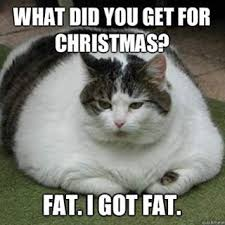 WHAT DID YOU GET FOR
CHRISTMAS?
FAT. I GOT FAT.